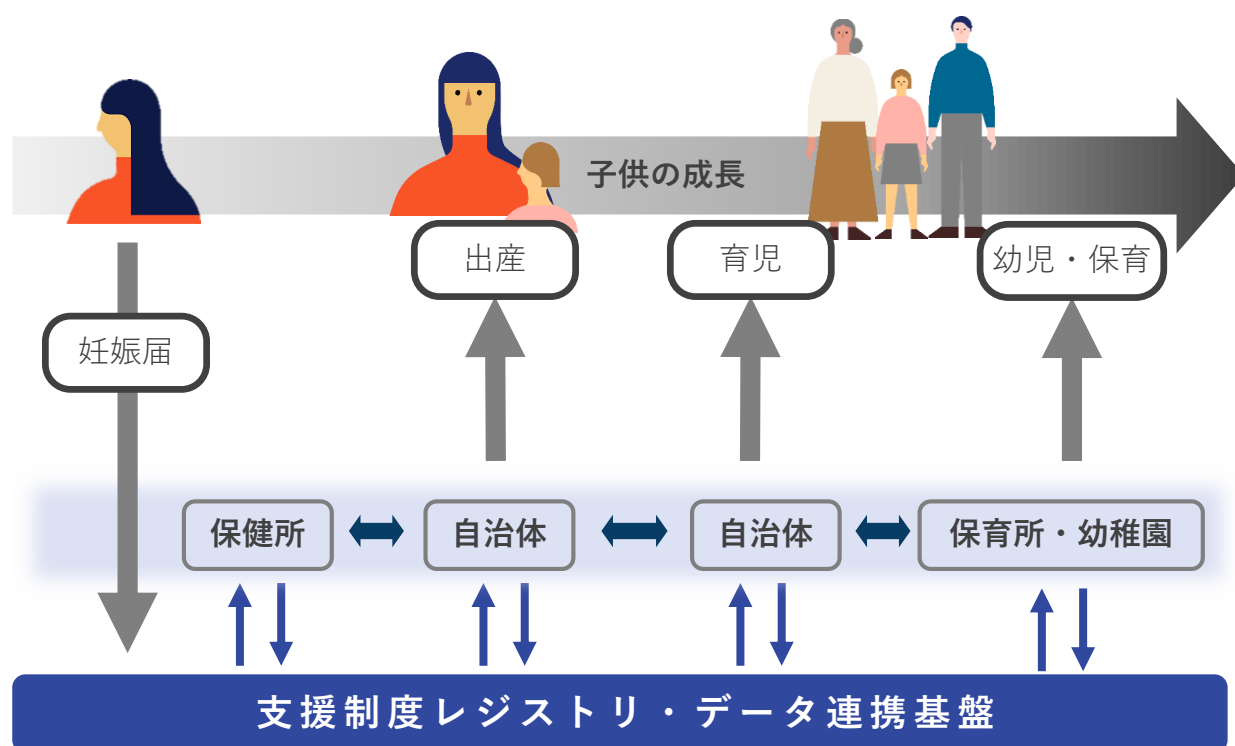 子供の成長
出産
育児
幼児・保育
妊娠届
保健所
自治体
自治体
保育所・幼稚園
支援制度レジストリ・データ連携基盤